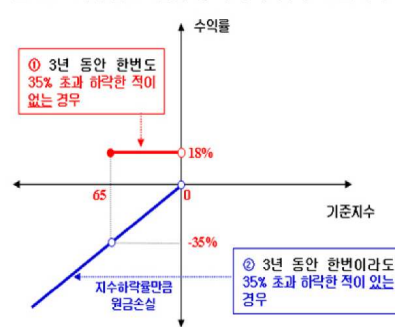 수익률
① 3년 동안 한번도
35% 초과 하락한 적이
없는 경우
18%
65
0
기준지수
-35%
② 3년 동안 한번이라도
35% 초과 하락한 적이 있는
경우
지수하락률만큼
원금손실